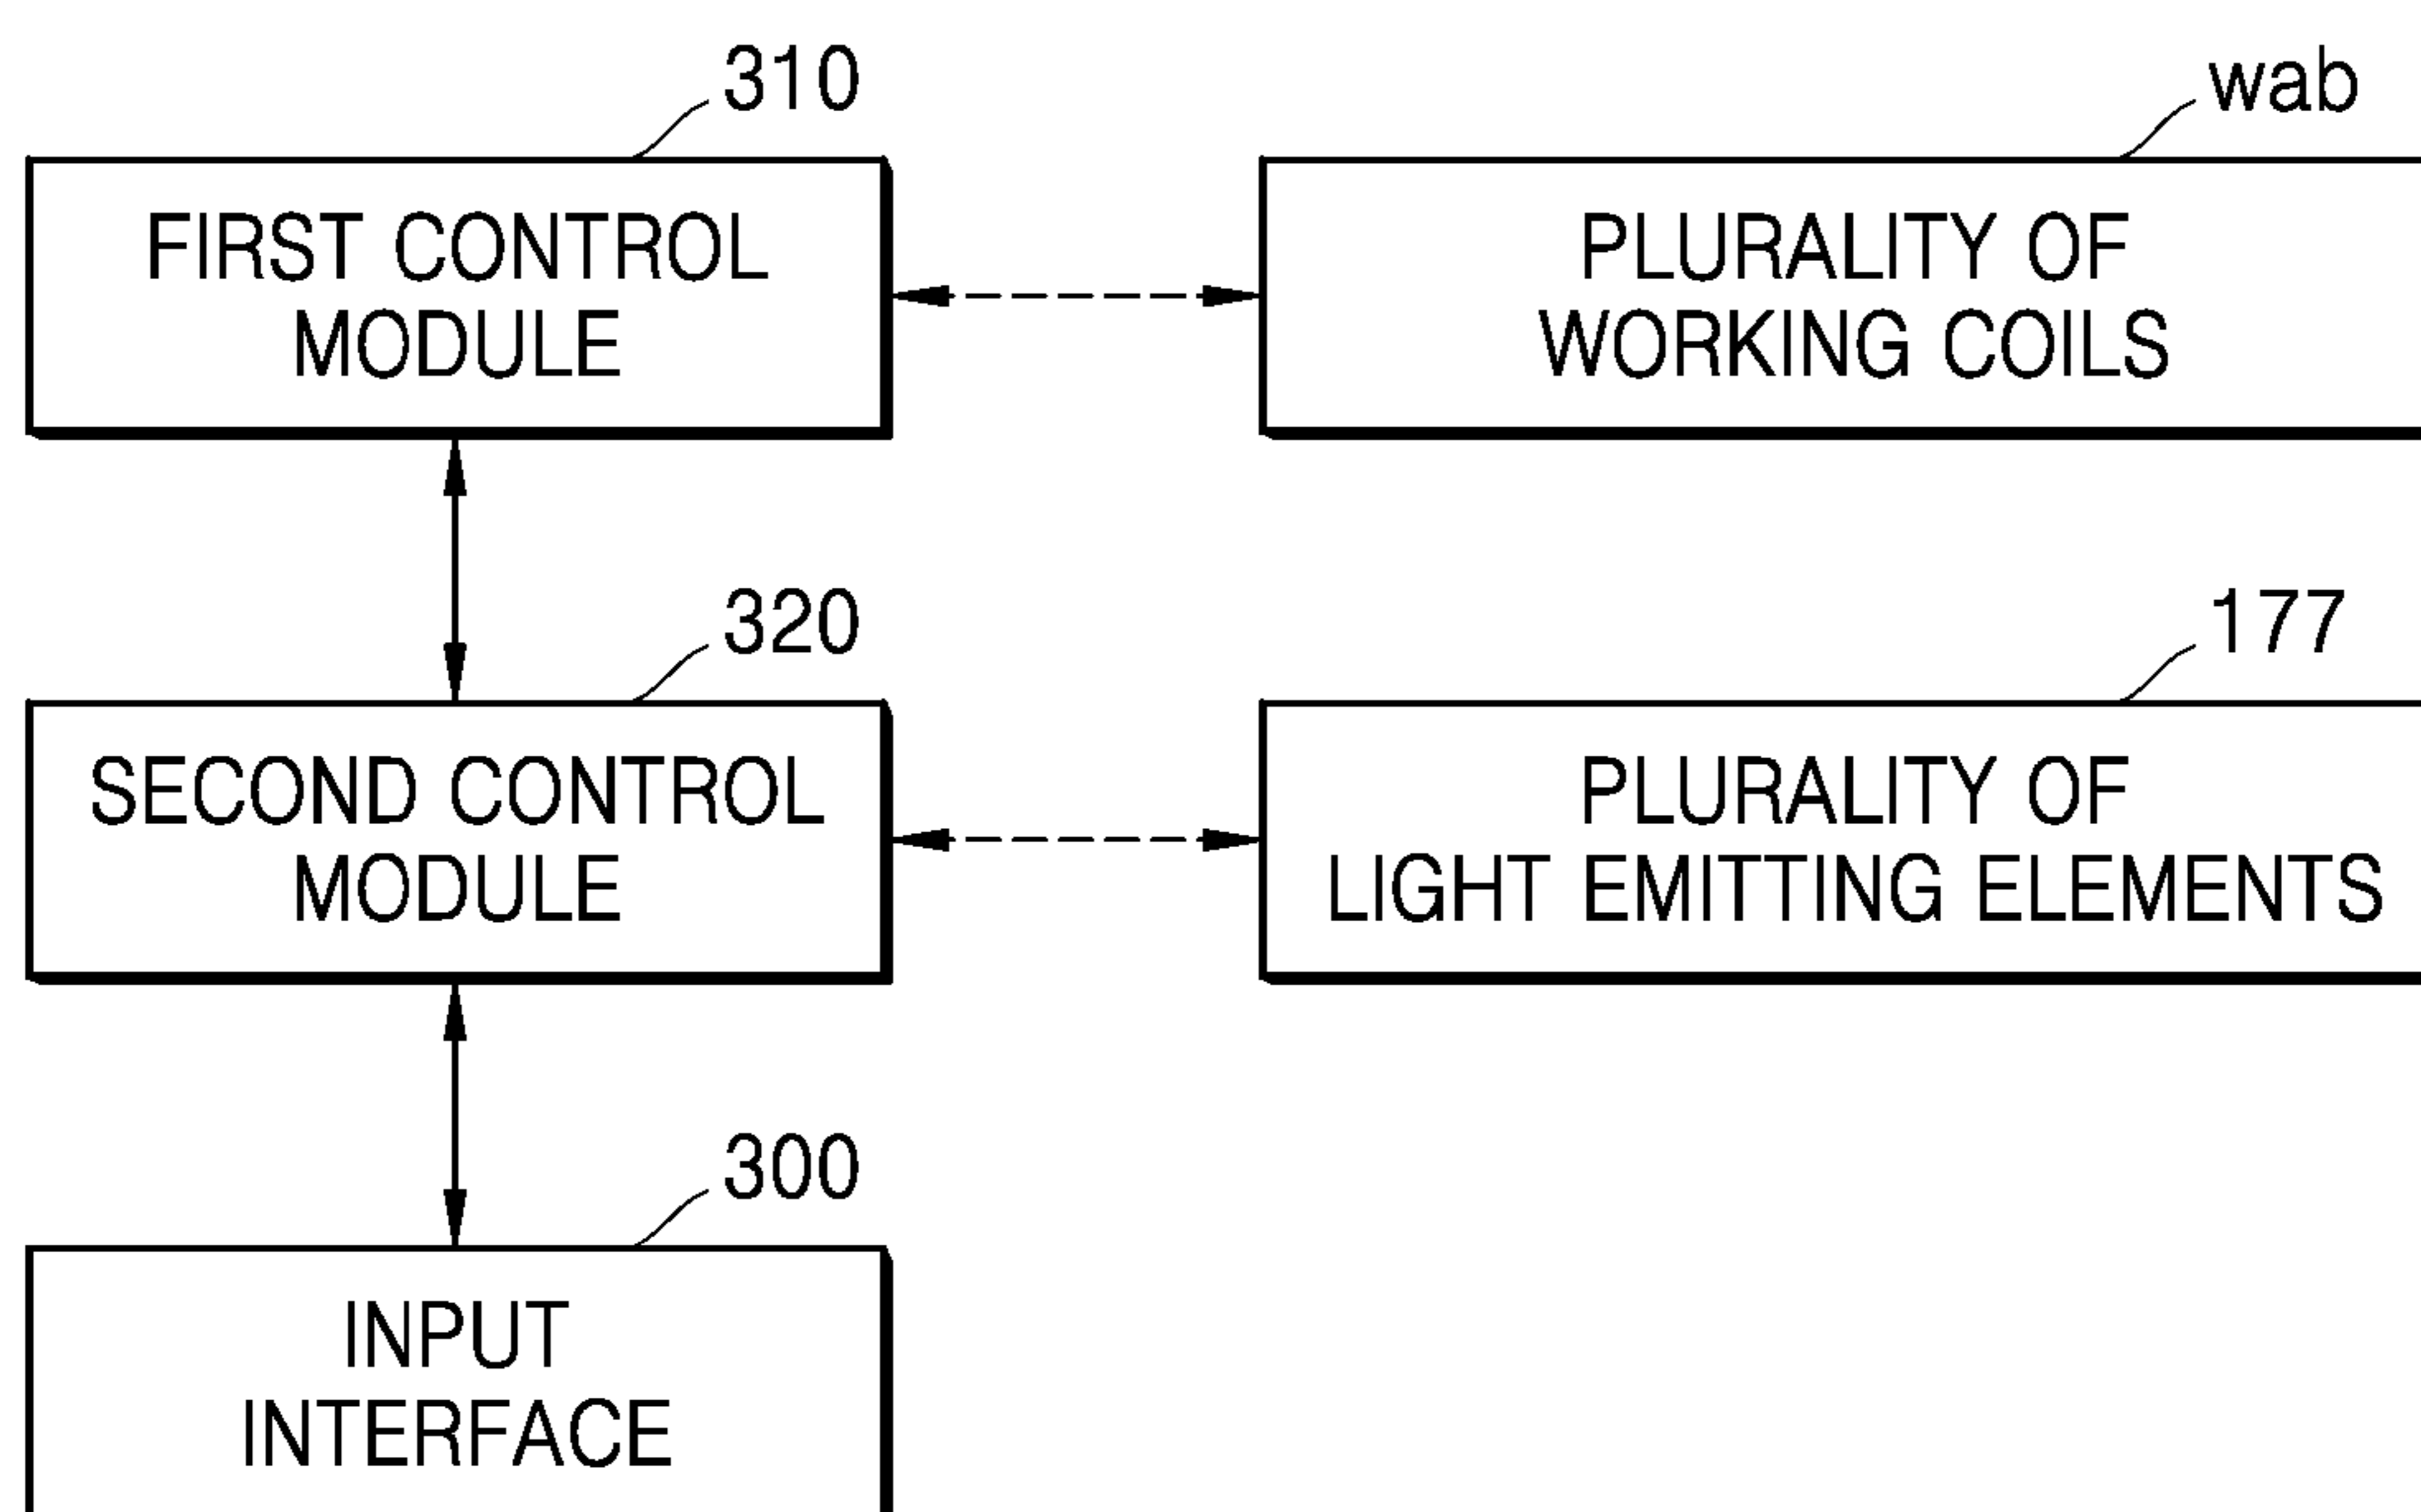 310
FIRST CONTROL
MODULE
wab
PLURALITY OF
WORKING COILS
320
SECOND CONTROL
MODULE
177
PLURALITY OF
LIGHT EMITTING ELEMENTS
300
INPUT
INTERFACE